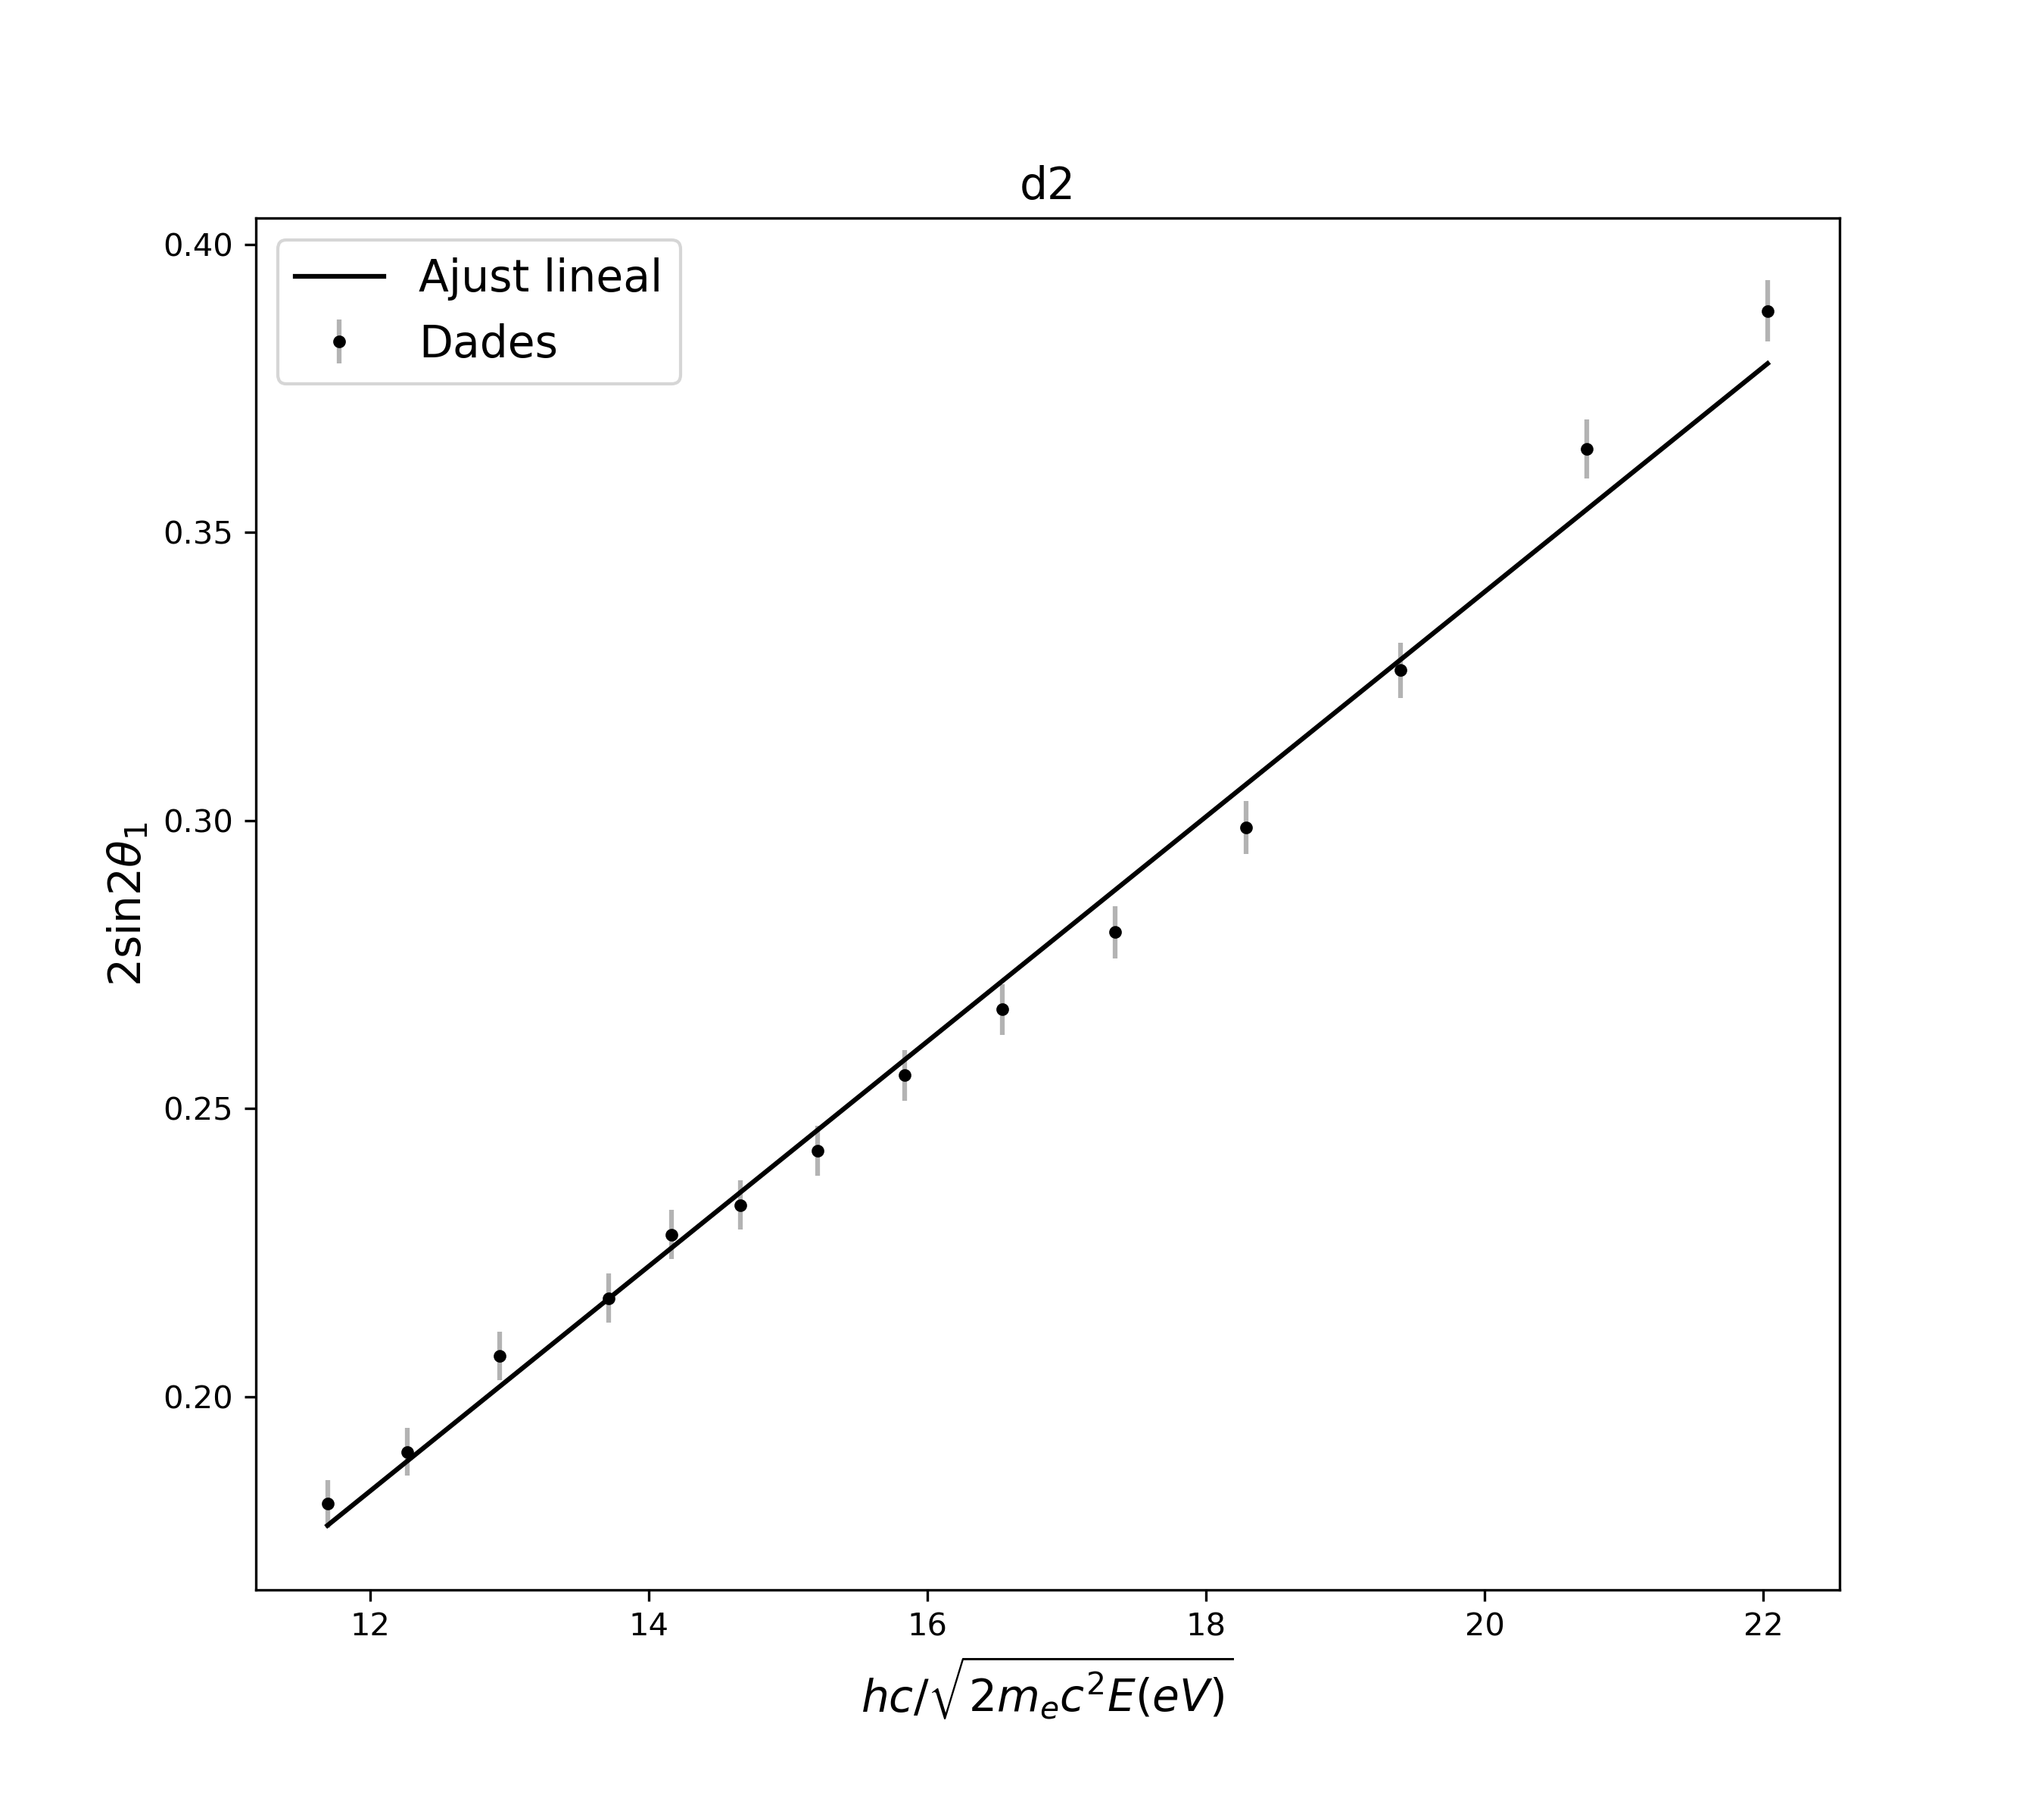 d2
0.40
0.35
0.30
0.25
0.20
2sin2θ₁
Ajust lineal
Dades
12 14 16 18 20 22
hc/√2mₑc²E(eV)